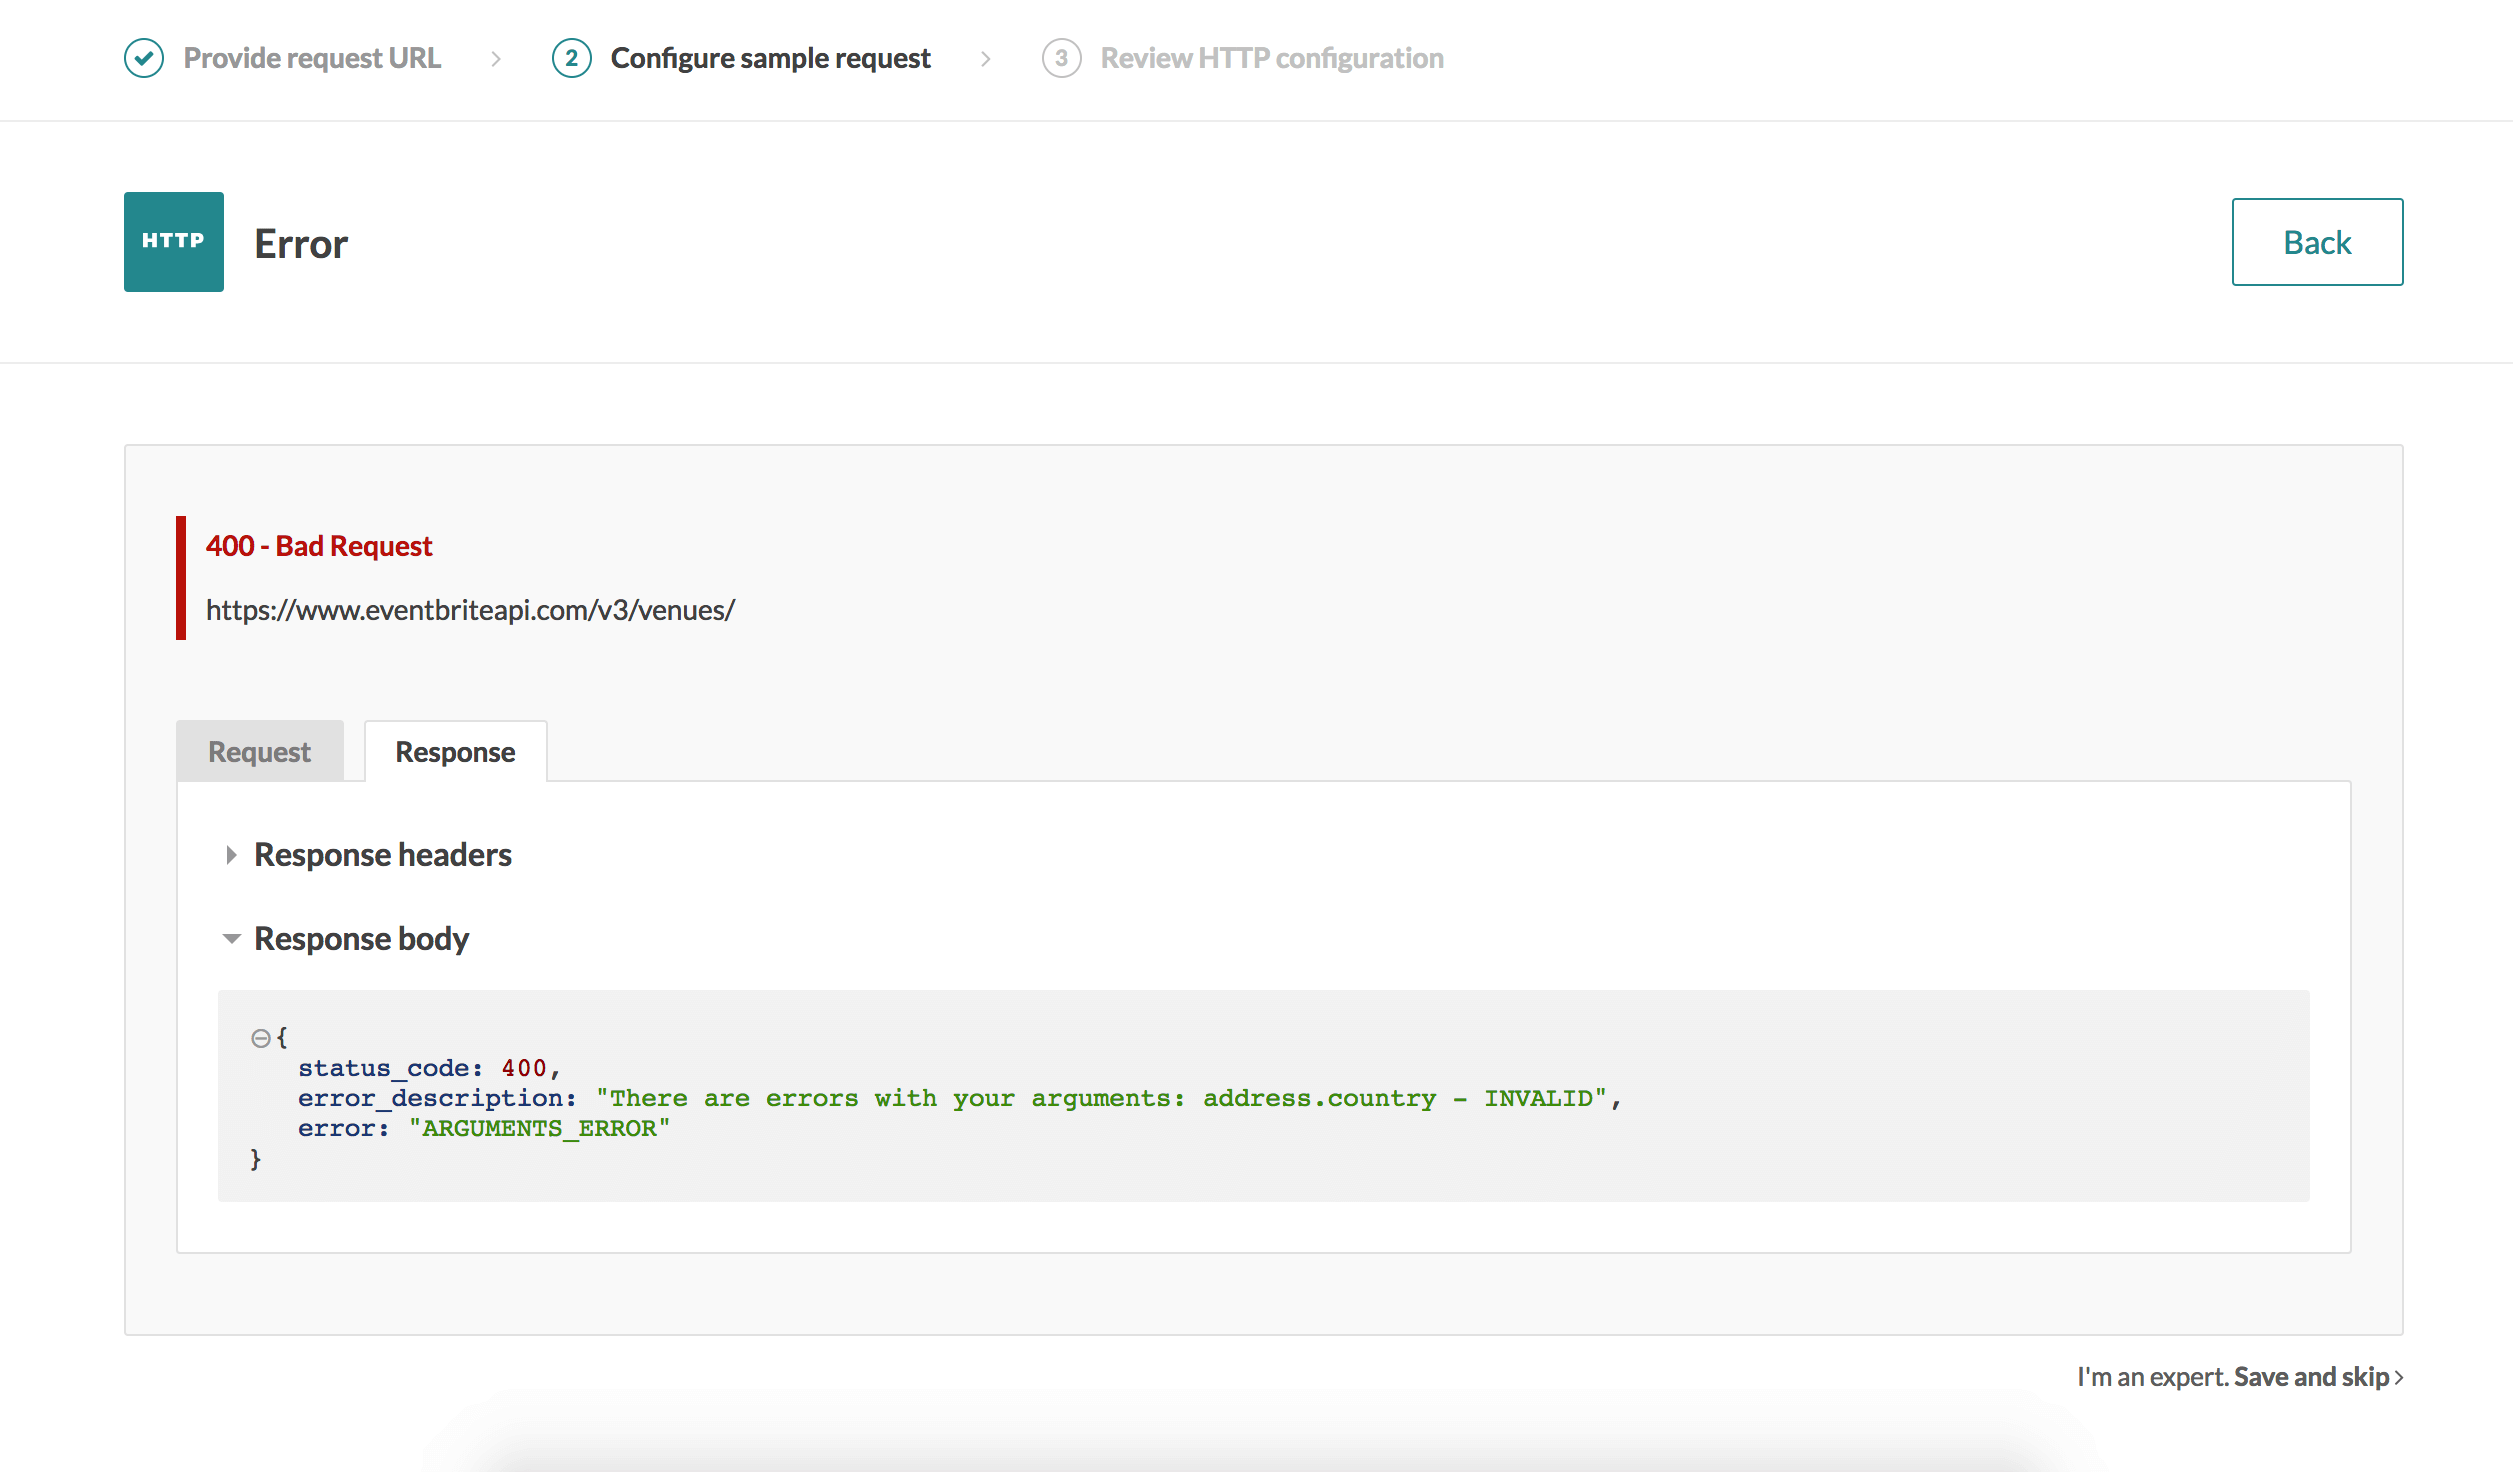 Provide request URL
2 Configure sample request
3 Review HTTP configuration
HTTP
Error
Back
400 - Bad Request
https://www.eventbriteapi.com/v3/venues/
Request Response
Response headers
Response body
{
status_code: 400,
error_description: "There are errors with your arguments: address.country - INVALID",
error: "ARGUMENTS_ERROR"
}
I'm an expert. Save and skip